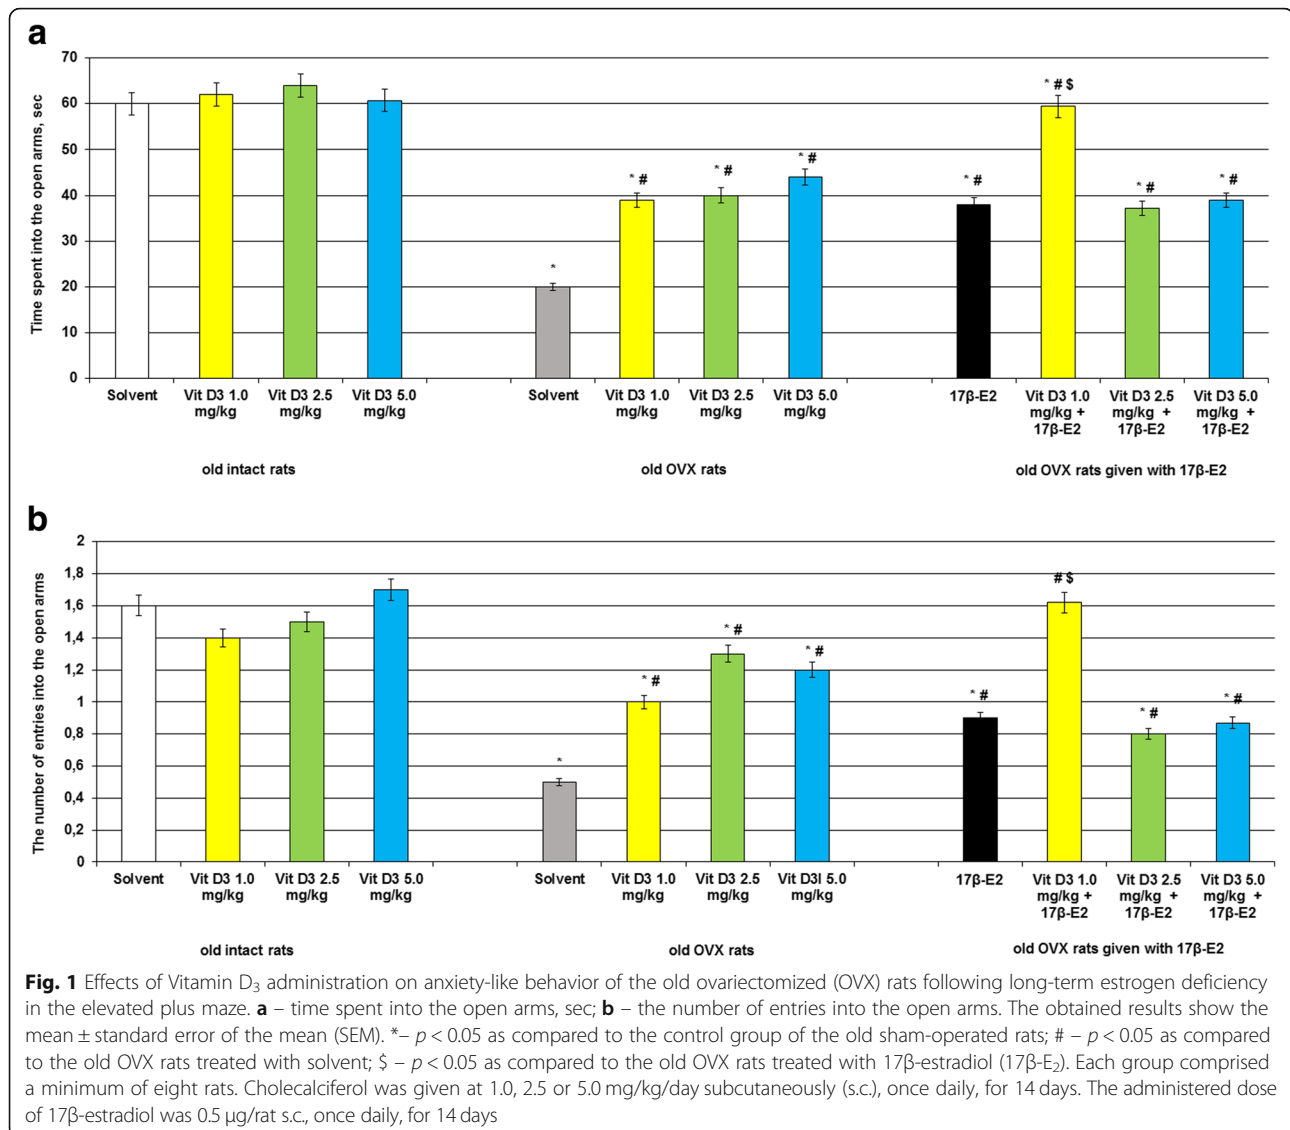 a
70
60
50
40
30
20
10
0
Time spent into the open arms, sec
*
* #
* #
* #
* #
* # $
* #
* #
Solvent Vit D3 1.0 Vit D3 2.5 Vit D3 5.0 Solvent Vit D3 1.0 Vit D3 2.5 Vit D3 5.0 17β-E2 Vit D3 1.0 Vit D3 2.5 Vit D3 5.0
mg/kg mg/kg mg/kg mg/kg mg/kg mg/kg mg/kg + mg/kg + mg/kg +
17β-E2 17β-E2 17β-E2
old intact rats old OVX rats old OVX rats given with 17β-E2
b
2
1,8
1,6
1,4
1,2
1
0,8
0,6
0,4
0,2
0
The number of entries into the open arms
*
* #
* #
* #
* #
# $
* #
* #
Solvent Vit D3 1.0 Vit D3 2.5 Vit D3 5.0 Solvent Vit D3 1.0 Vit D3 2.5 Vit D3I 5.0 17β-E2 Vit D3 1.0 Vit D3 2.5 Vit D3 5.0
mg/kg mg/kg mg/kg mg/kg mg/kg mg/kg mg/kg + mg/kg + mg/kg +
17β-E2 17β-E2 17β-E2
old intact rats old OVX rats old OVX rats given with 17β-E2
Fig. 1 Effects of Vitamin D₃ administration on anxiety-like behavior of the old ovariectomized (OVX) rats following long-term estrogen deficiency
in the elevated plus maze. a – time spent into the open arms, sec; b – the number of entries into the open arms. The obtained results show the
mean ± standard error of the mean (SEM). *– p < 0.05 as compared to the control group of the old sham-operated rats; # – p < 0.05 as compared
to the old OVX rats treated with solvent; $ – p < 0.05 as compared to the old OVX rats treated with 17β-estradiol (17β-E₂). Each group comprised
a minimum of eight rats. Cholecalciferol was given at 1.0, 2.5 or 5.0 mg/kg/day subcutaneously (s.c.), once daily, for 14 days. The administered dose
of 17β-estradiol was 0.5 µg/rat s.c., once daily, for 14 days